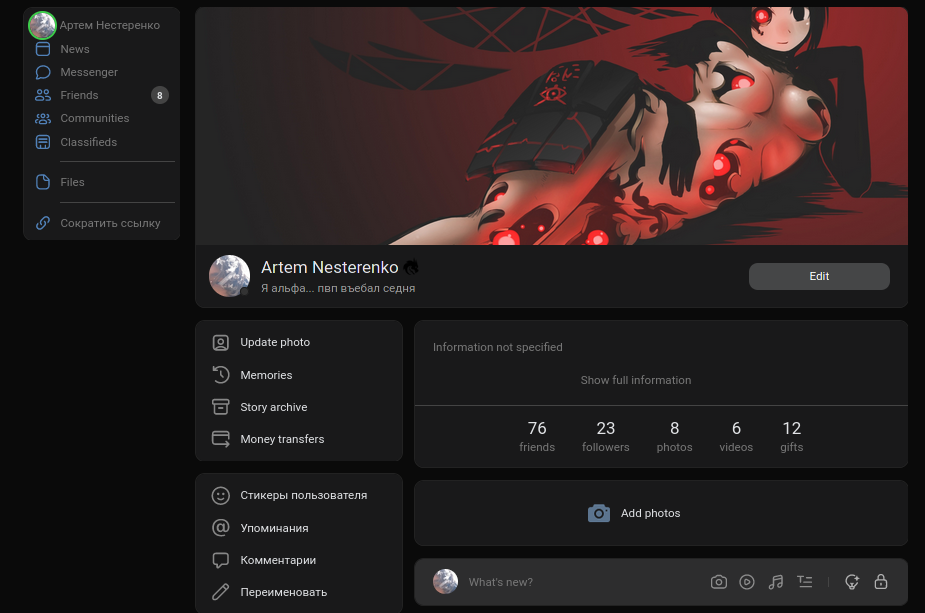 Артем Нестеренко
News
Messenger
Friends 8
Communities
Classifieds
Files
Сократить ссылку
Artem Nesterenko
Я альфа... пвп въебал седня
Edit
Update photo
Memories
Story archive
Money transfers
Стикеры пользователя
Упоминания
Комментарии
Переименовать
Information not specified
Show full information
76 23 8 6 12
friends followers photos videos gifts
Add photos
What's new?